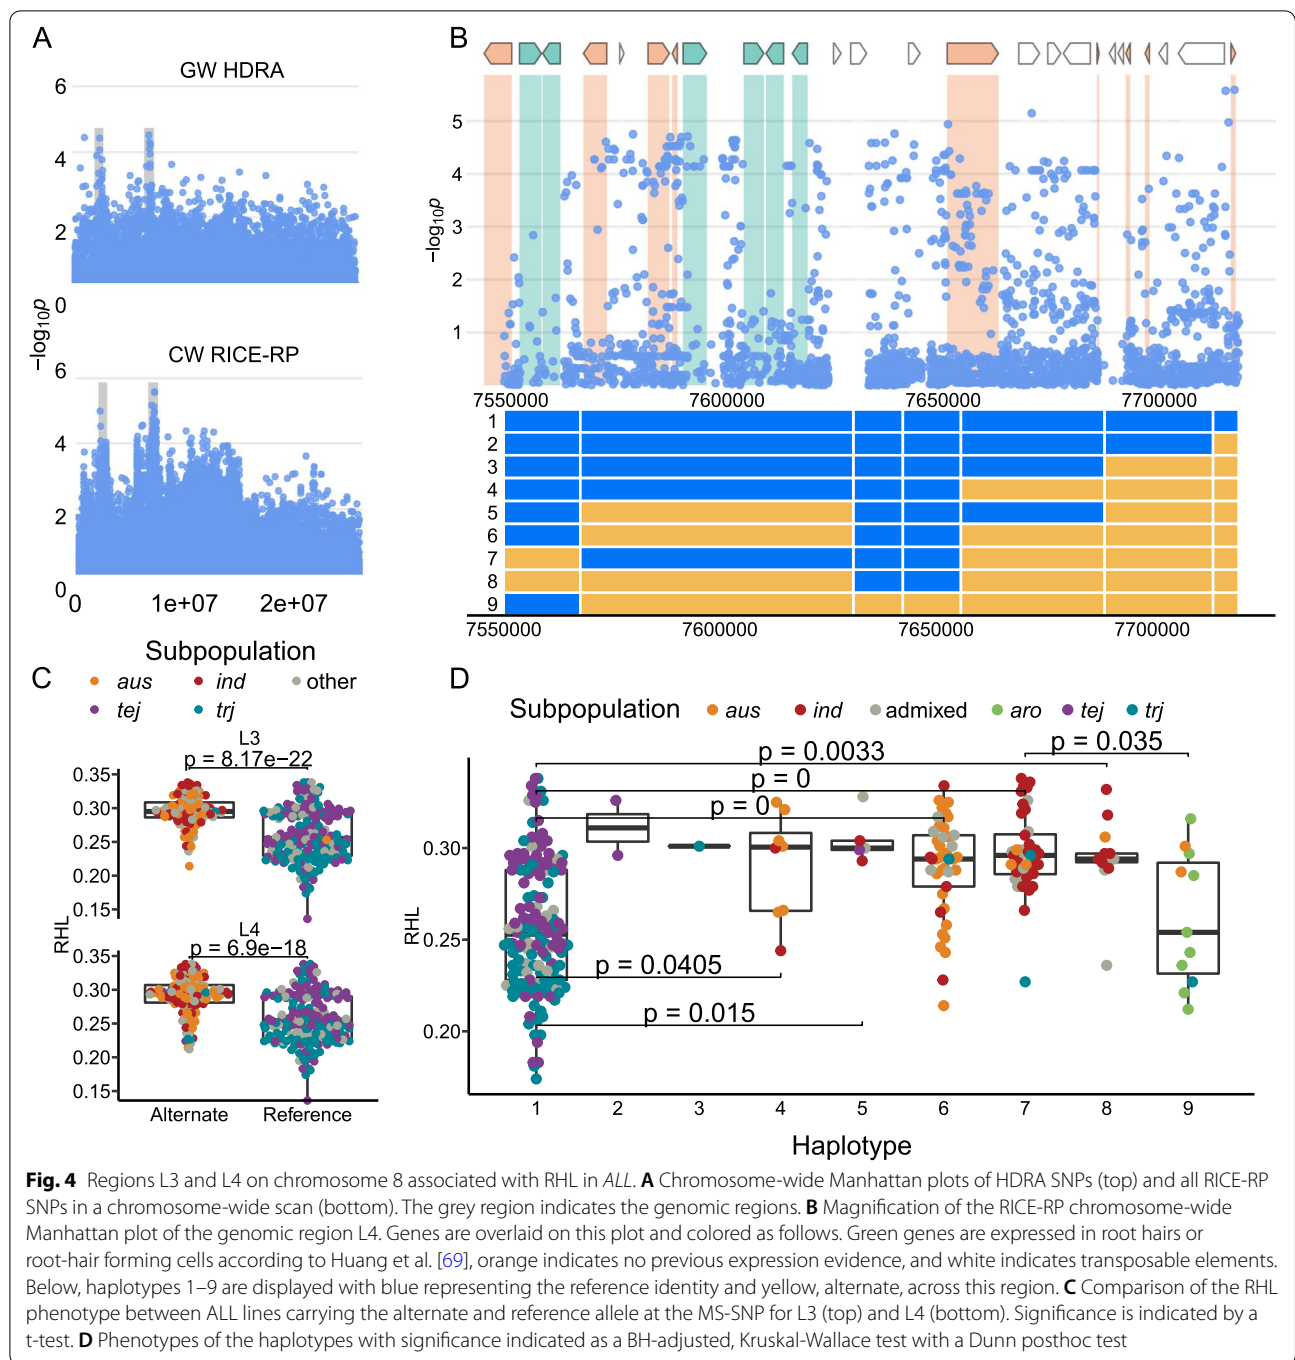 A
GW HDRA
6
4
2
0
−log10p
CW RICE-RP
6
4
2
0
0 1e+07 2e+07
B
−log10p
5
4
3
2
1
7550000 7600000 7650000 7700000
1
2
3
4
5
6
7
8
9
7550000 7600000 7650000 7700000
C
Subpopulation
aus ind other
tej trj
L3
p = 8.17e−22
0.35
0.30
0.25
0.20
0.15
RHL
L4
p = 6.9e−18
0.35
0.30
0.25
0.20
0.15
Alternate Reference
D
Subpopulation aus ind admixed aro tej trj
p = 0.0033
p = 0.035
p = 0
p = 0
0.30
0.25
0.20
RHL
p = 0.0405
p = 0.015
1 2 3 4 5 6 7 8 9
Haplotype
Fig. 4 Regions L3 and L4 on chromosome 8 associated with RHL in ALL. A Chromosome-wide Manhattan plots of HDRA SNPs (top) and all RICE-RP
SNPs in a chromosome-wide scan (bottom). The grey region indicates the genomic regions. B Magnification of the RICE-RP chromosome-wide
Manhattan plot of the genomic region L4. Genes are overlaid on this plot and colored as follows. Green genes are expressed in root hairs or
root-hair forming cells according to Huang et al. [69], orange indicates no previous expression evidence, and white indicates transposable elements.
Below, haplotypes 1–9 are displayed with blue representing the reference identity and yellow, alternate, across this region. C Comparison of the RHL
phenotype between ALL lines carrying the alternate and reference allele at the MS-SNP for L3 (top) and L4 (bottom). Significance is indicated by a
t-test. D Phenotypes of the haplotypes with significance indicated as a BH-adjusted, Kruskal-Wallace test with a Dunn posthoc test